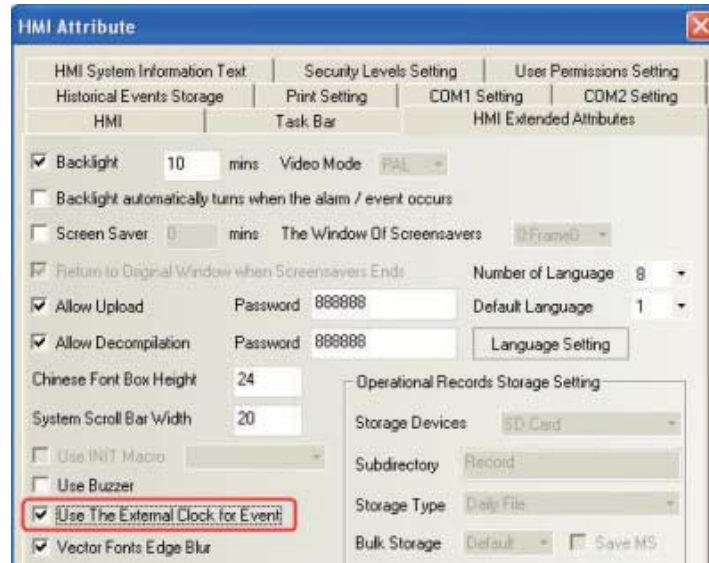 HMI Attribute
HMI System Information Text Security Levels Setting User Permissions Setting
Historical Events Storage Print Setting COM1 Setting COM2 Setting
HMI Task Bar HMI Extended Attributes
Backlight 10 mins Video Mode PAL
Backlight automatically turns when the alarm / event occurs
Screen Saver 0 mins The Window Of Screensavers 0:Frame0
Return to Original Window when Screensavers Ends Number of Language 8
Allow Upload Password 888888 Default Language 1
Allow Decompilation Password 888888 Language Setting
Chinese Font Box Height 24 Operational Records Storage Setting
System Scroll Bar Width 20 Storage Devices SD Card
Use INIT Macro Subdirectory Record
Use Buzzer
Use The External Clock for Event Storage Type Daily File
Vector Fonts Edge Blur Bulk Storage Default Save MS